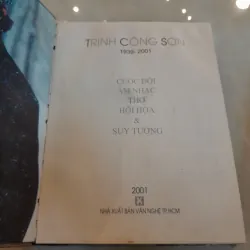 TRỊNH CÔNG SƠN
1939-2001
CUỘC ĐỜI
ÂM NHẠC
THƠ
HỘI HỌA
&
SUY TƯỞNG
2001
NHÀ XUẤT BẢN VĂN NGHỆ TP.HCM